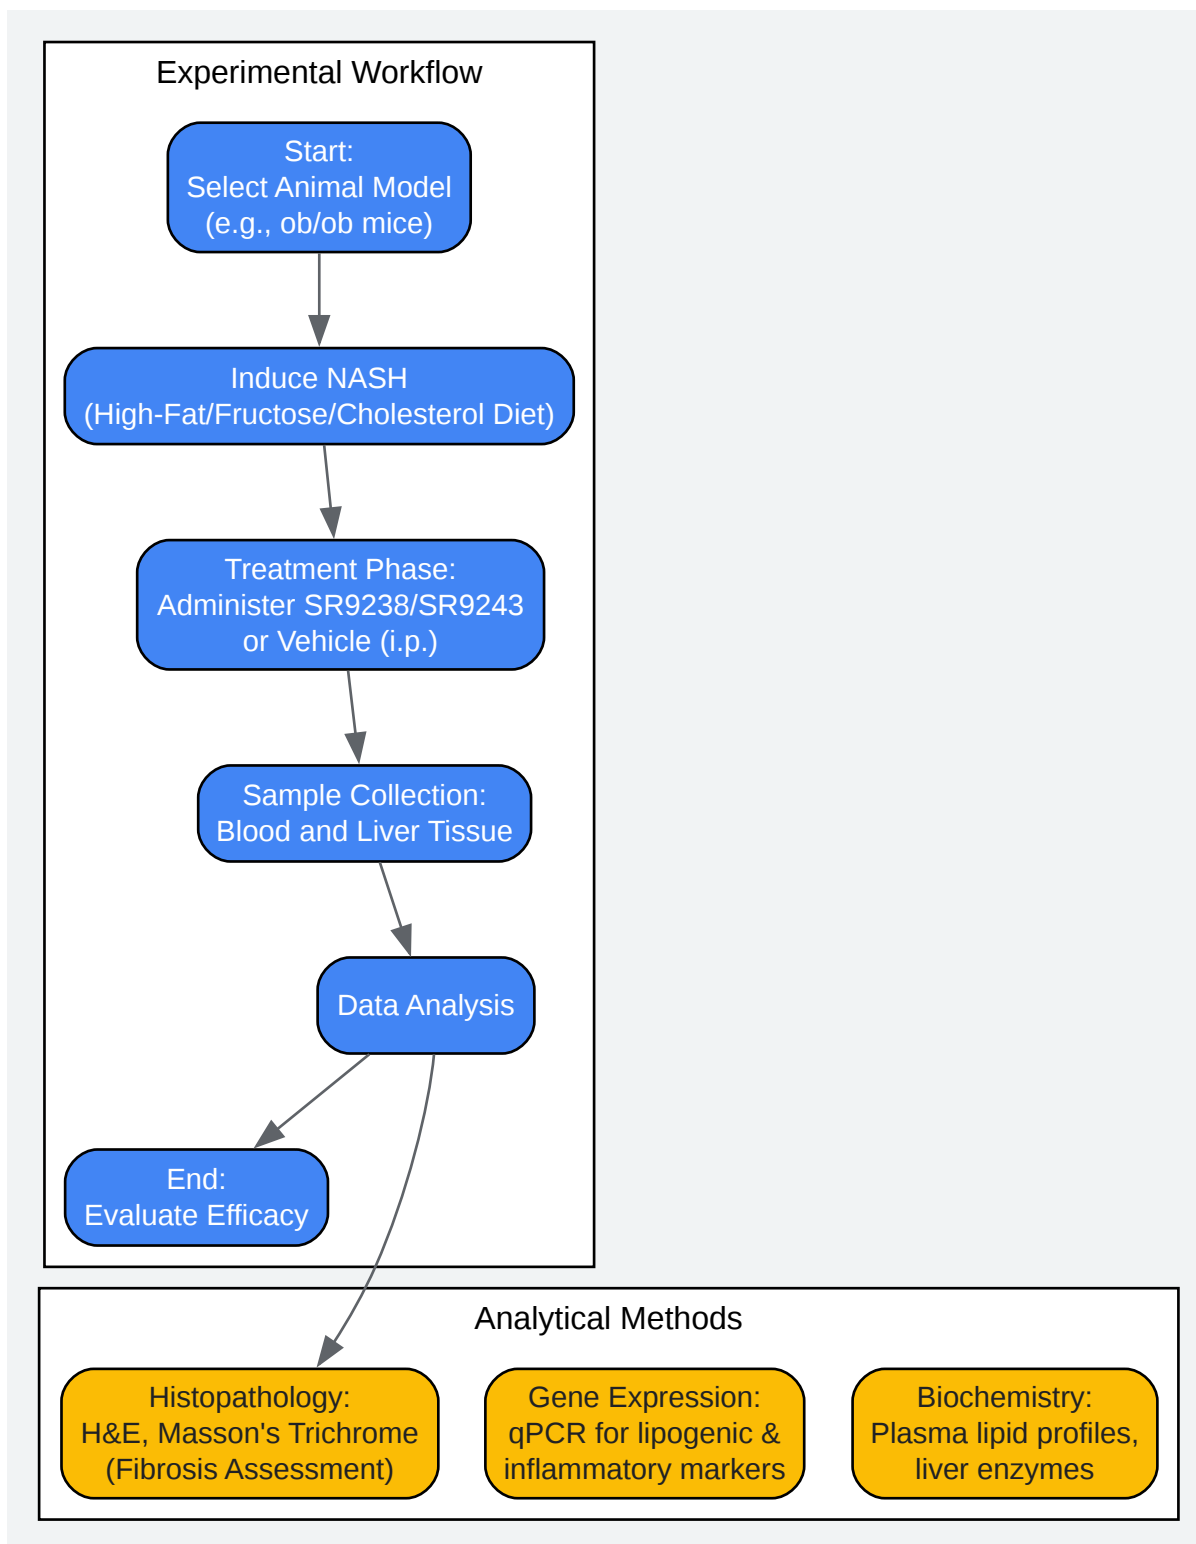 Experimental Workflow
Start:
Select Animal Model
(e.g., ob/ob mice)
Induce NASH
(High-Fat/Fructose/Cholesterol Diet)
Treatment Phase:
Administer SR9238/SR9243
or Vehicle (i.p.)
Sample Collection:
Blood and Liver Tissue
Data Analysis
End:
Evaluate Efficacy
Analytical Methods
Histopathology:
H&E, Masson's Trichrome
(Fibrosis Assessment)
Gene Expression:
qPCR for lipogenic &
inflammatory markers
Biochemistry:
Plasma lipid profiles,
liver enzymes